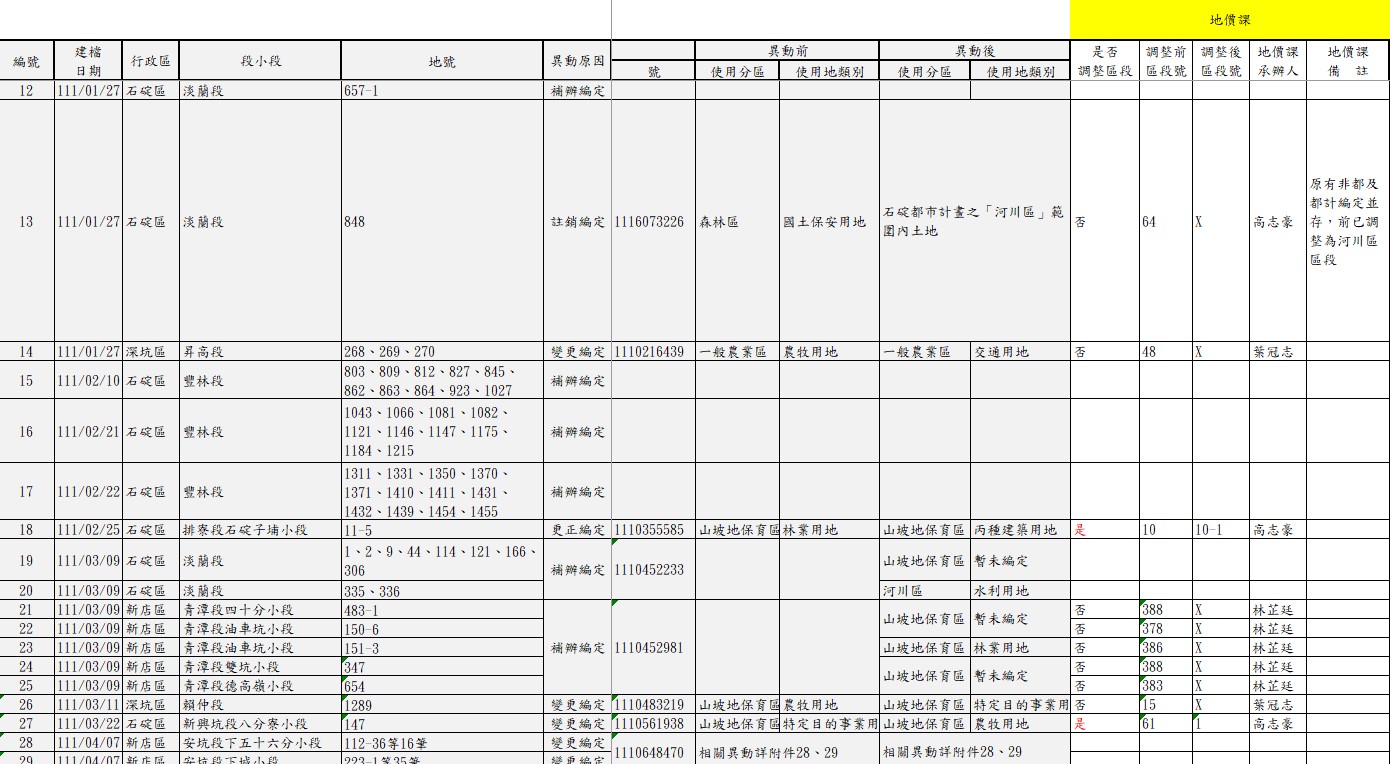 地價課
編號 建檔日期 行政區 段小段 地號 異動原因 號 異動前 使用分區 使用地類別 異動後 使用分區 使用地類別 是否調整區段 調整前區段號 調整後區段號 地價課承辦人 地價課備 註
12 111/01/27 石碇區 淡蘭段 657-1 補辦編定
13 111/01/27 石碇區 淡蘭段 848 註銷編定 1116073226 森林區 國土保安用地 石碇都市計畫之「河川區」範圍內土地 否 64 X 高志豪 原有非都及都計編定並存，前已調整為河川區區段
14 111/01/27 深坑區 昇高段 268、269、270 變更編定 1110216439 一般農業區 農牧用地 一般農業區 交通用地 否 48 X 葉冠志
15 111/02/10 石碇區 豐林段 803、809、812、827、845、862、863、864、923、1027 補辦編定
16 111/02/21 石碇區 豐林段 1043、1066、1081、1082、1121、1146、1147、1175、1184、1215 補辦編定
17 111/02/22 石碇區 豐林段 1311、1331、1350、1370、1371、1410、1411、1431、1432、1439、1454、1455 補辦編定
18 111/02/25 石碇區 排寮段石碇子埔小段 11-5 更正編定 1110355585 山坡地保育區 林業用地 山坡地保育區 丙種建築用地 是 10 10-1 高志豪
19 111/03/09 石碇區 淡蘭段 1、2、9、44、114、121、166、306 補辦編定 1110452233 山坡地保育區 暫未編定
20 111/03/09 石碇區 淡蘭段 335、336 河川區 水利用地
21 111/03/09 新店區 青潭段四十分小段 483-1 補辦編定 1110452981 山坡地保育區 暫未編定 否 388 X 林芷廷
22 111/03/09 新店區 青潭段油車坑小段 150-6 否 378 X 林芷廷
23 111/03/09 新店區 青潭段油車坑小段 151-3 山坡地保育區 林業用地 否 386 X 林芷廷
24 111/03/09 新店區 青潭段雙坑小段 347 山坡地保育區 暫未編定 否 388 X 林芷廷
25 111/03/09 新店區 青潭段德高嶺小段 654 否 383 X 林芷廷
26 111/03/11 深坑區 賴仲段 1289 變更編定 1110483219 山坡地保育區 農牧用地 山坡地保育區 特定目的事業用 否 15 X 葉冠志
27 111/03/22 石碇區 新興坑段八分寮小段 147 變更編定 1110561938 山坡地保育區 特定目的事業用 山坡地保育區 農牧用地 是 61 1 高志豪
28 111/04/07 新店區 安坑段下五十六分小段 112-36等16筆 變更編定 1110648470 相關異動詳附件28、29 相關異動詳附件28、29
29 111/04/07 新店區 安坑段下城小段 223-1等35筆 變更編定